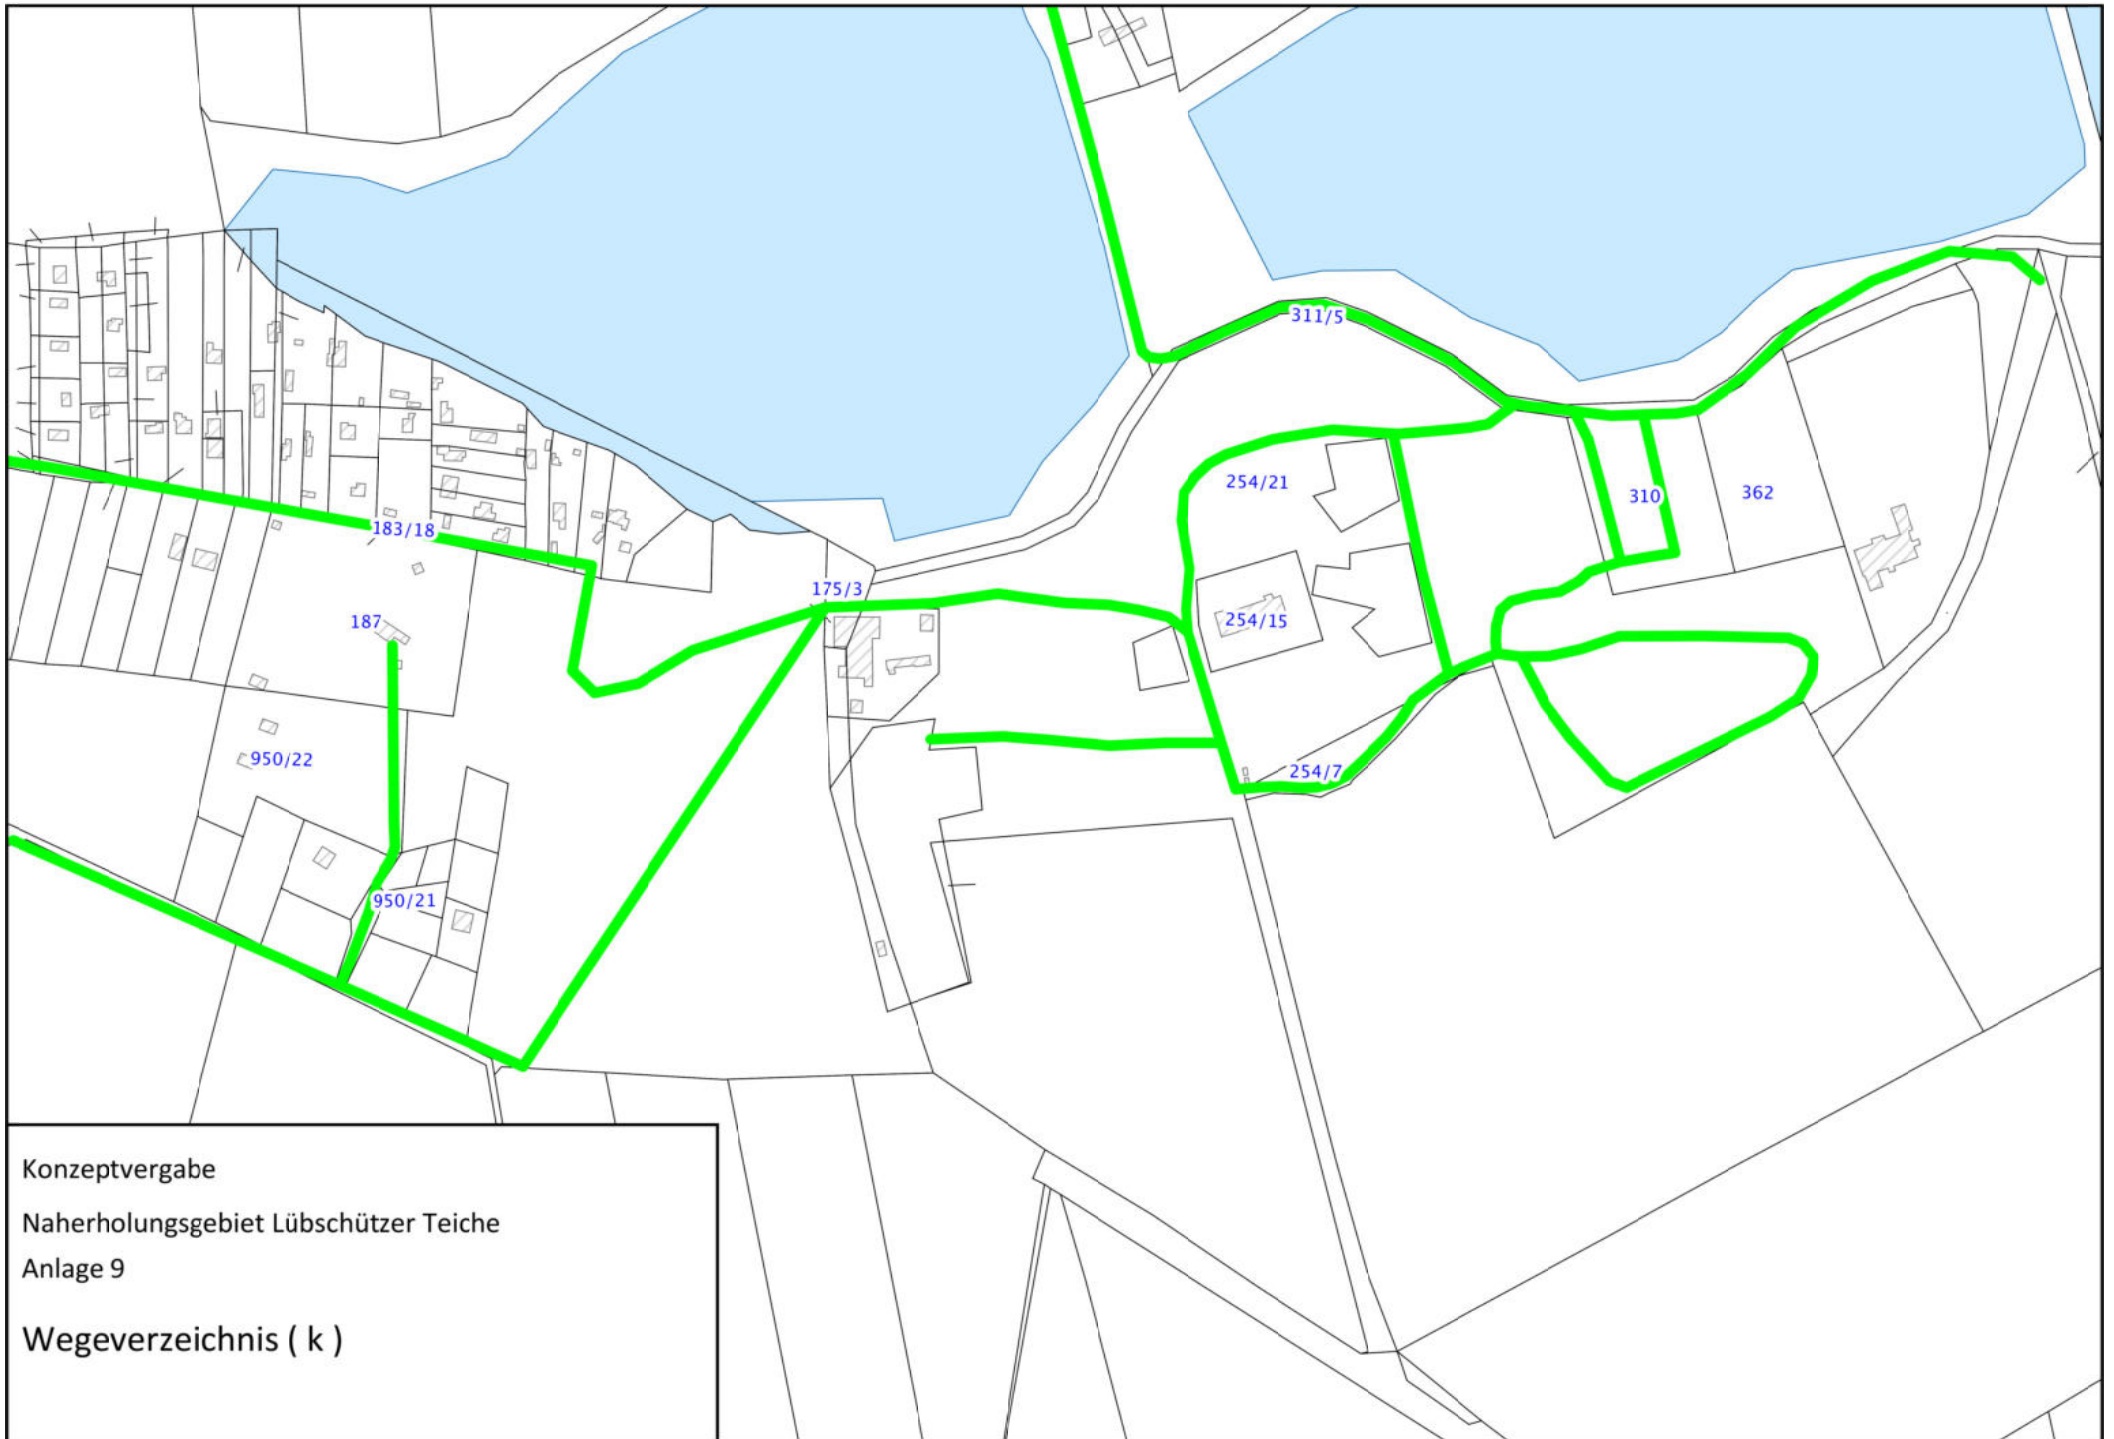 311/5
254/21
310
362
183/18
175/3
187
254/15
950/22
254/7
950/21
Konzeptvergabe
Naherholungsgebiet Lübschützer Teiche
Anlage 9
Wegeverzeichnis ( k )